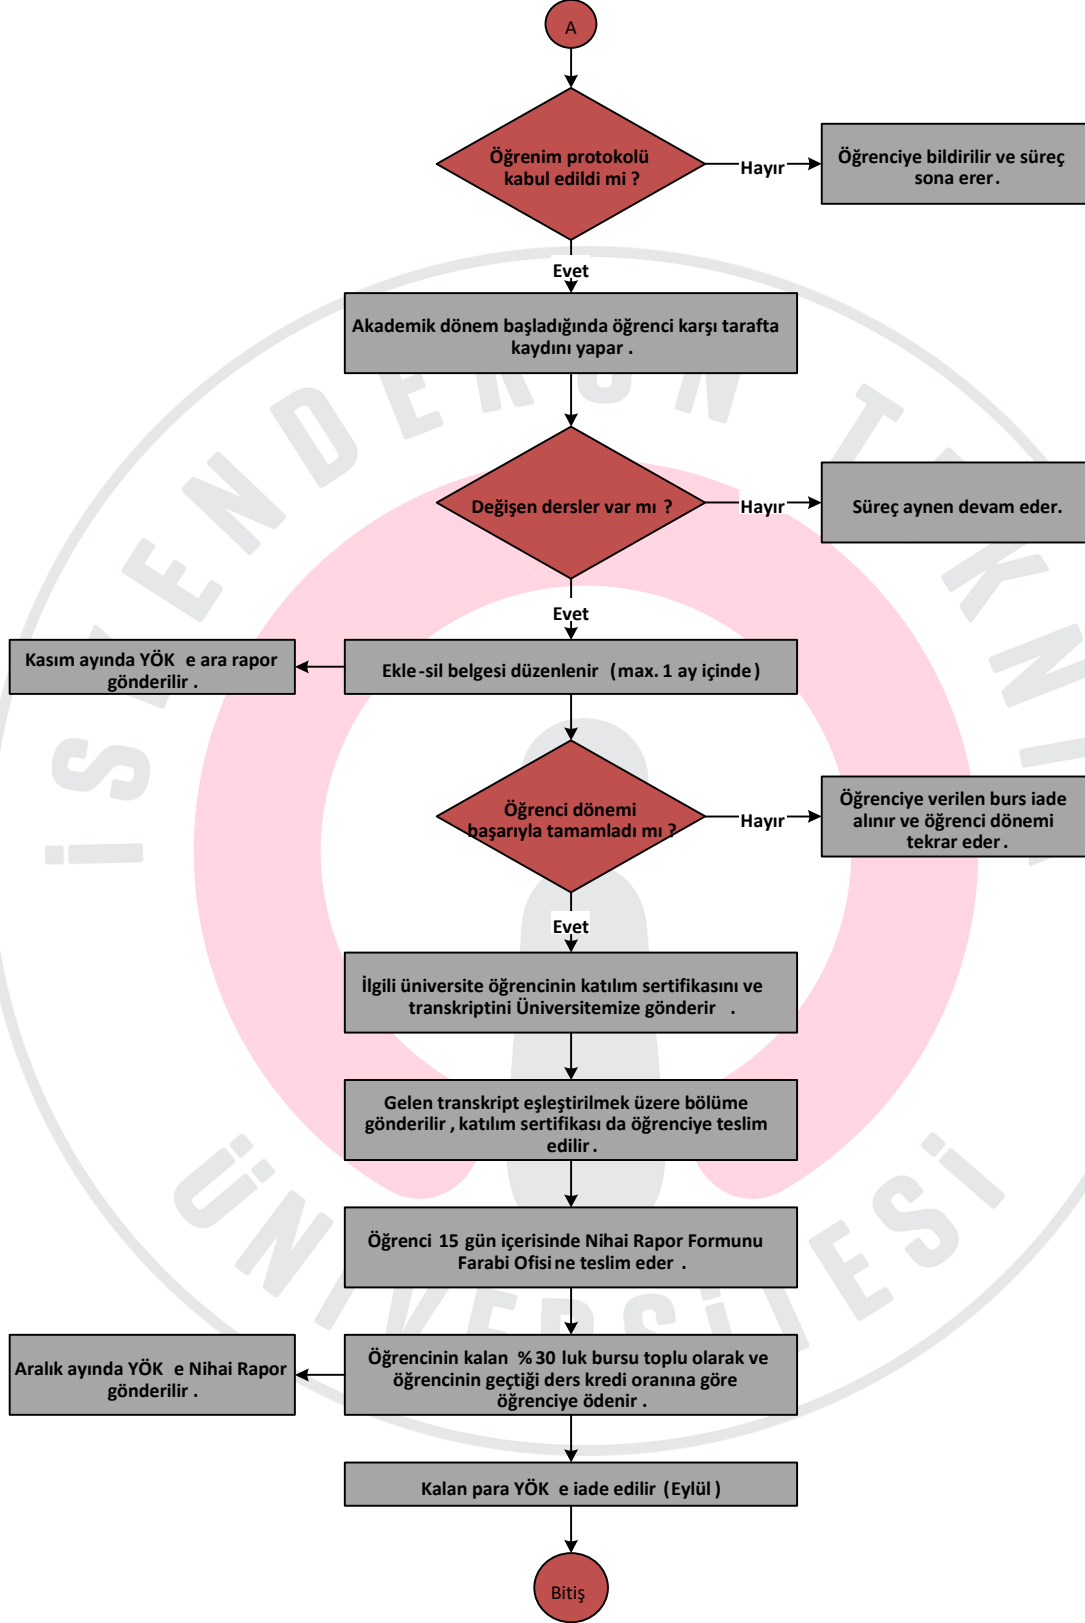 A
Öğrenim protokolü
kabul edildi mi ?
Hayır
Öğrenciye bildirilir ve süreç
sona erer .
Evet
Akademik dönem başladığında öğrenci karşı tarafta
kaydını yapar .
Değişen dersler var mı ?
Hayır
Süreç aynen devam eder.
Evet
Kasım ayında YÖK e ara rapor
gönderilir .
Ekle-sil belgesi düzenlenir (max. 1 ay içinde)
Öğrenci dönemi
başarıyla tamamladı mı ?
Hayır
Öğrenciye verilen burs iade
alınır ve öğrenci dönemi
tekrar eder .
Evet
İlgili üniversite öğrencinin katılım sertifikasını ve
transkriptini Üniversitemize gönderir .
Gelen transkript eşleştirilmek üzere bölüme
gönderilir , katılım sertifikası da öğrenciye teslim
edilir .
Öğrenci 15 gün içerisinde Nihai Rapor Formunu
Farabi Ofisine teslim eder .
Aralık ayında YÖK e Nihai Rapor
gönderilir .
Öğrencinin kalan %30 luk bursu toplu olarak ve
öğrencinin geçtiği ders kredi oranına göre
öğrenciye ödenir .
Kalan para YÖK e iade edilir (Eylül )
Bitiş
İSKENDERUN TEKNİK
ÜNİVERSİTESİ